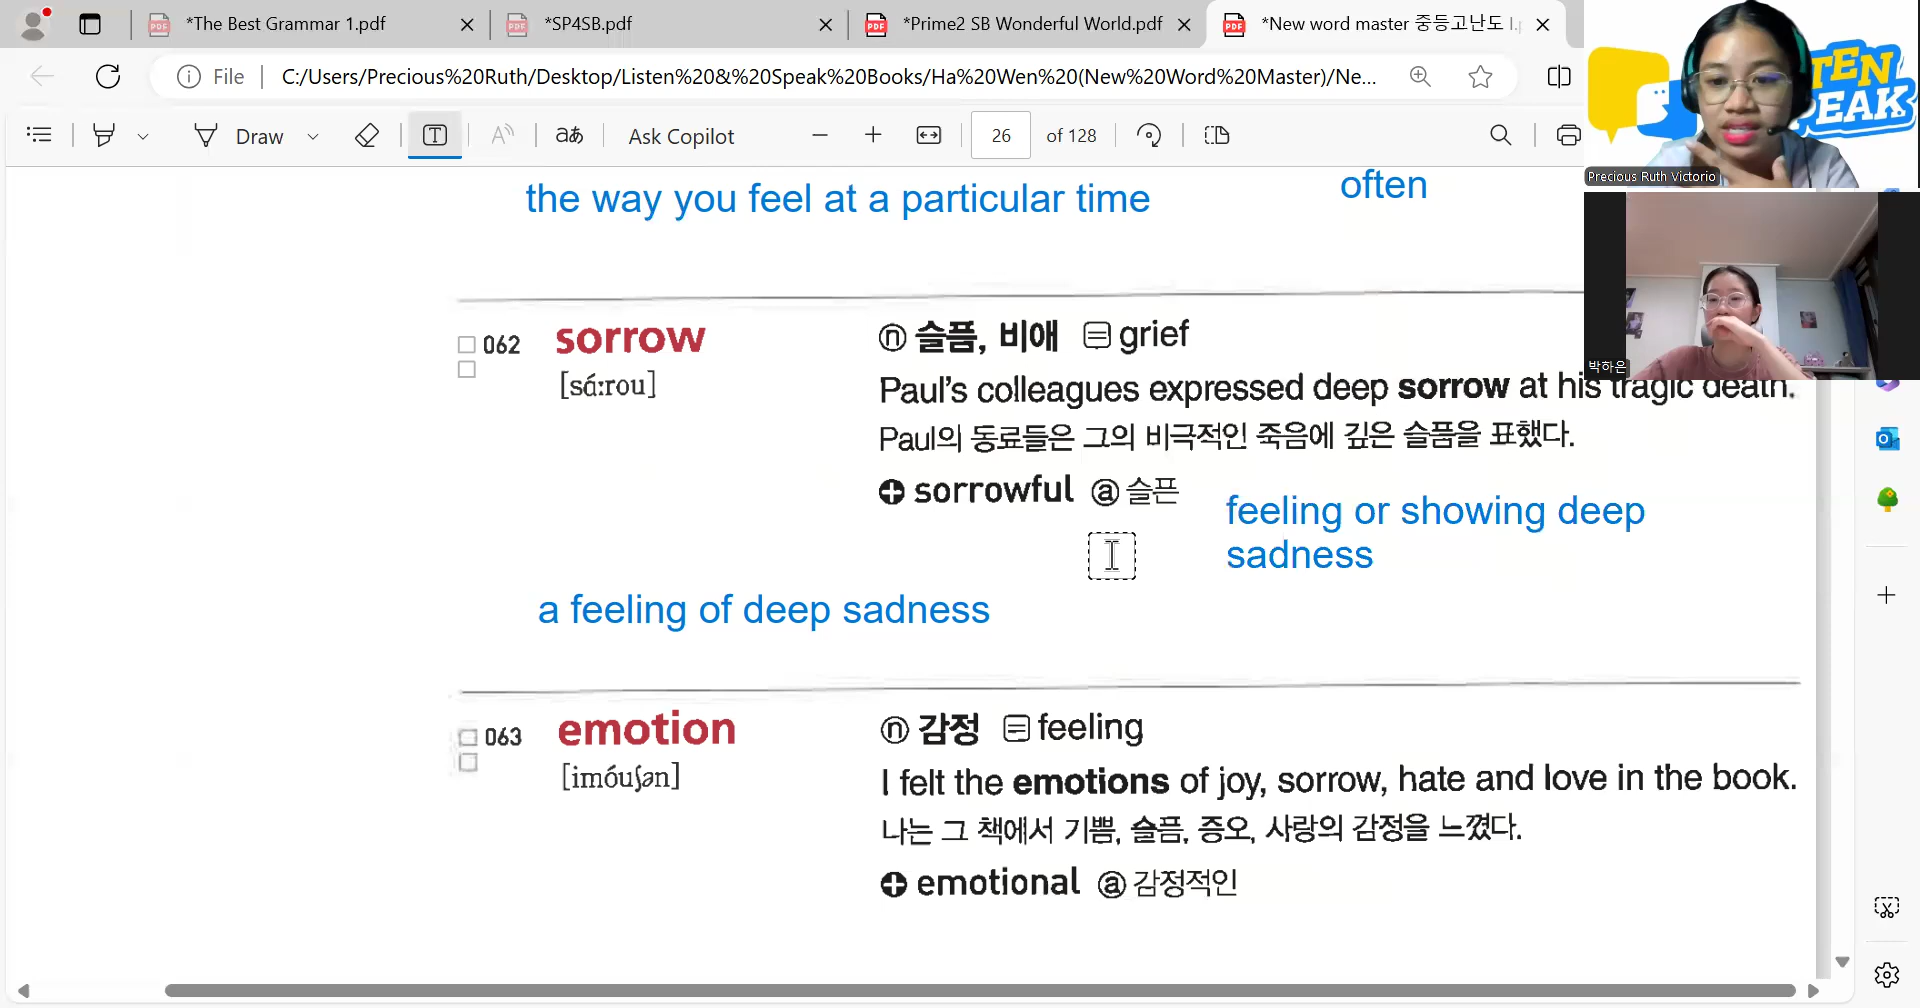 *The Best Grammar 1.pdf
*SP4SB.pdf
*Prime2 SB Wonderful World.pdf
*New word master 중등고난도 I.p
File
C:/Users/Precious%20Ruth/Desktop/Listen%20&%20Speak%20Books/Ha%20Wen%20(New%20Word%20Master)/Ne...
Draw
Ask Copilot
26 of 128
TEN
PEAK
Precious Ruth Victorio
박하은
the way you feel at a particular time
often
062 sorrow
[sɑ́ːrou]
ⓝ 슬픔, 비애 grief
Paul's colleagues expressed deep sorrow at his tragic death.
Paul의 동료들은 그의 비극적인 죽음에 깊은 슬픔을 표했다.
sorrowful ⓐ 슬픈
feeling or showing deep
sadness
a feeling of deep sadness
063 emotion
[imóuʃən]
ⓝ 감정 feeling
I felt the emotions of joy, sorrow, hate and love in the book.
나는 그 책에서 기쁨, 슬픔, 증오, 사랑의 감정을 느꼈다.
emotional ⓐ 감정적인